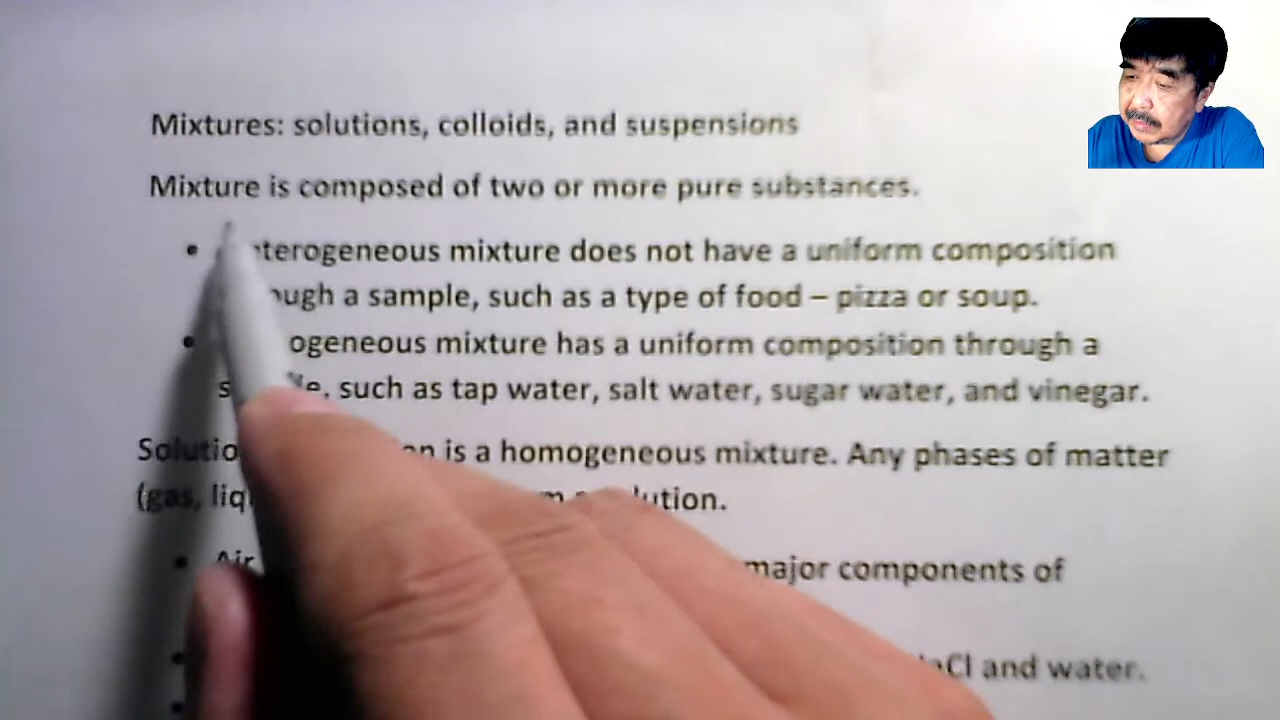 Mixtures: solutions, colloids, and suspensions
Mixture is composed of two or more pure substances.
• terogeneous mixture does not have a uniform composition
ough a sample, such as a type of food – pizza or soup.
• ogeneous mixture has a uniform composition through a
such as tap water, salt water, sugar water, and vinegar.
Solutio on is a homogeneous mixture. Any phases of matter
(gas, liq lution.
• Air major components of
• NaCl and water.